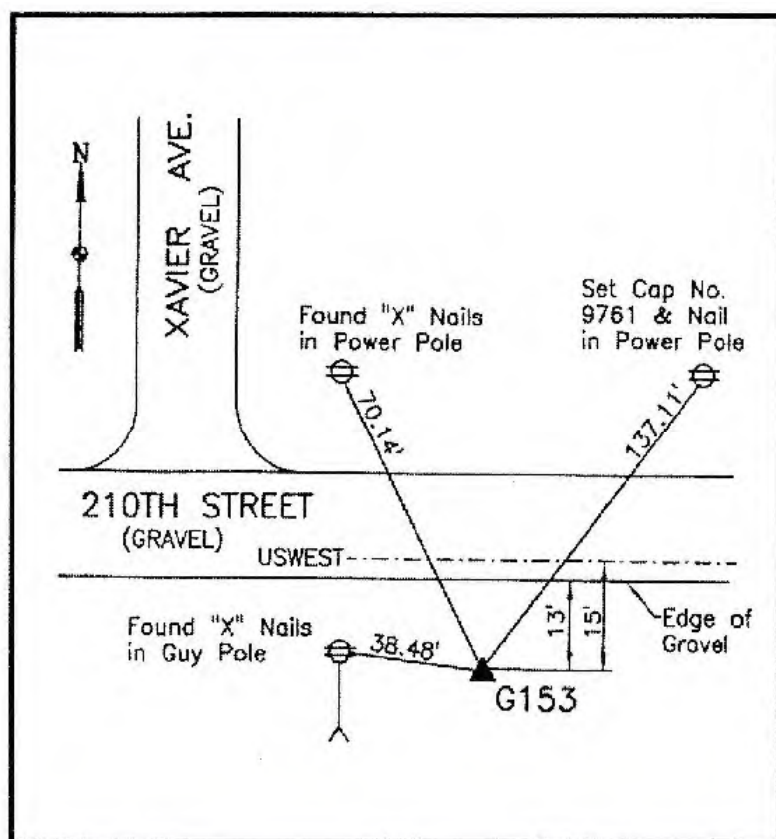 N
XAVIER AVE.
(GRAVEL)
Found "X" Nails
in Power Pole
Set Cap No.
9761 & Nail
in Power Pole
70.14'
137.11'
210TH STREET
(GRAVEL)
USWEST
13'
15'
Edge of
Gravel
Found "X" Nails
in Guy Pole
38.48'
G153